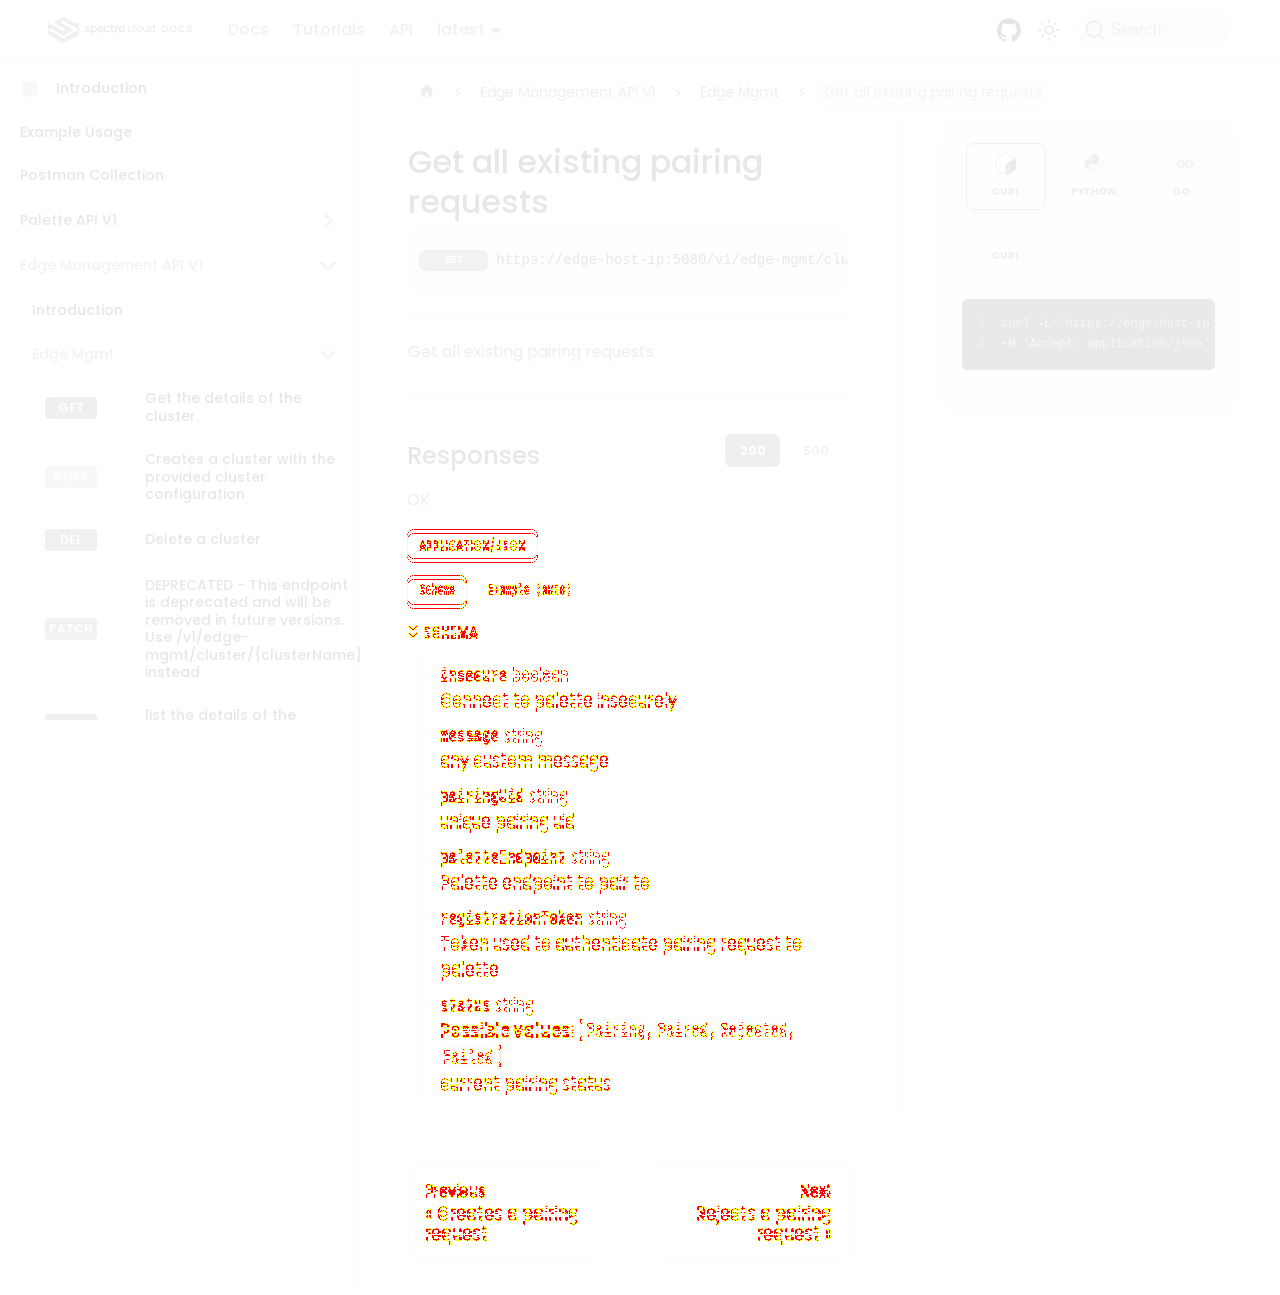 spectro cloud DOCS
Docs
Tutorials
API
latest
Search
Introduction
Example Usage
Postman Collection
Palette API V1
Edge Management API V1
Introduction
Edge Mgmt
GET
Get the details of the
cluster.
POST
Creates a cluster with the
provided cluster
configuration
DEL
Delete a cluster
PATCH
DEPRECATED - This endpoint
is deprecated and will be
removed in future versions.
Use /v1/edge-
mgmt/cluster/{clusterName}
instead
list the details of the
Edge Management API V1
Edge Mgmt
Get all existing pairing requests
Get all existing pairing
requests
GET
https://edge-host-ip:5080/v1/edge-mgmt/clu
Get all existing pairing requests
Responses
200
500
OK
APPLICATION/JSON
Schema
Example (auto)
SCHEMA
insecure boolean
Connect to palette insecurely
message string
any custom message
pairingUid string
unique pairing uid
paletteEndpoint string
Palette endpoint to pair to
registrationToken string
Token used to authenticate pairing request to
palette
status string
Possible values: [Pairing, Paired, Rejected,
Failed]
current pairing status
Previous
« Creates a pairing
request
Next
Rejects a pairing
request »
CURL
PYTHON
GO
CURL
1 curl -L 'https://edge-host-ip:
2 -H 'Accept: application/json'